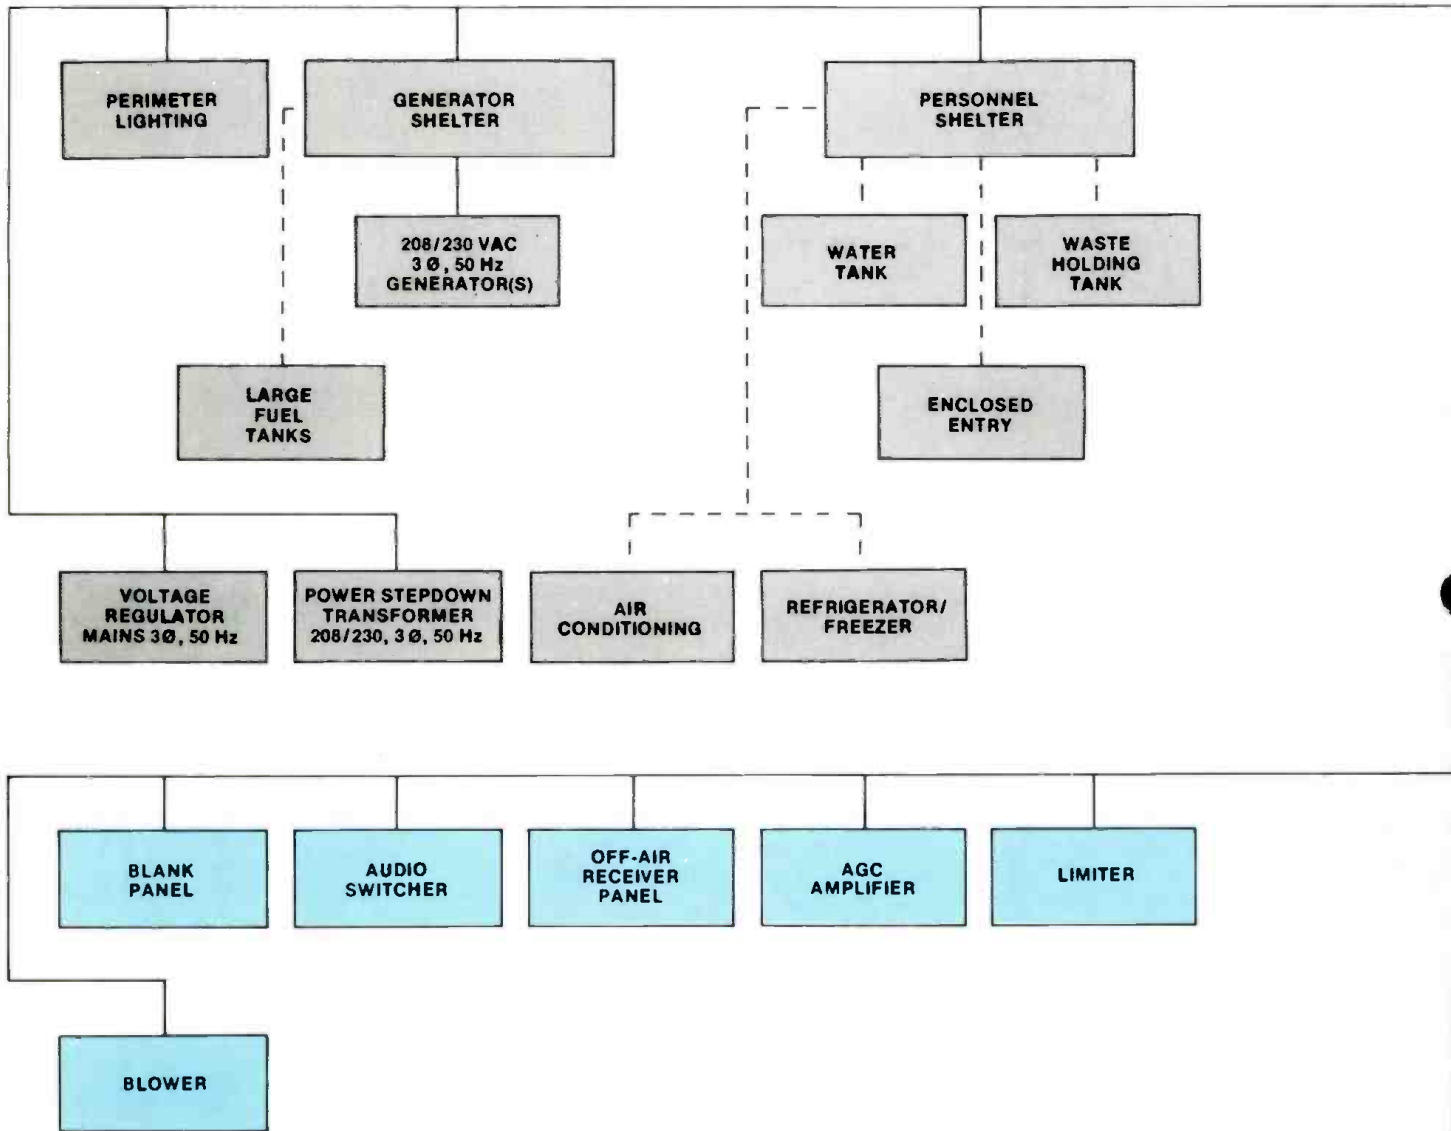 PERIMETER
LIGHTING
GENERATOR
SHELTER
PERSONNEL
SHELTER
208/230 VAC
3 Ø, 50 Hz
GENERATOR(S)
WATER
TANK
WASTE
HOLDING
TANK
LARGE
FUEL
TANKS
ENCLOSED
ENTRY
VOLTAGE
REGULATOR
MAINS 3Ø, 50 Hz
POWER STEPDOWN
TRANSFORMER
208/230, 3Ø, 50 Hz
AIR
CONDITIONING
REFRIGERATOR/
FREEZER
BLANK
PANEL
AUDIO
SWITCHER
OFF-AIR
RECEIVER
PANEL
AGC
AMPLIFIER
LIMITER
BLOWER